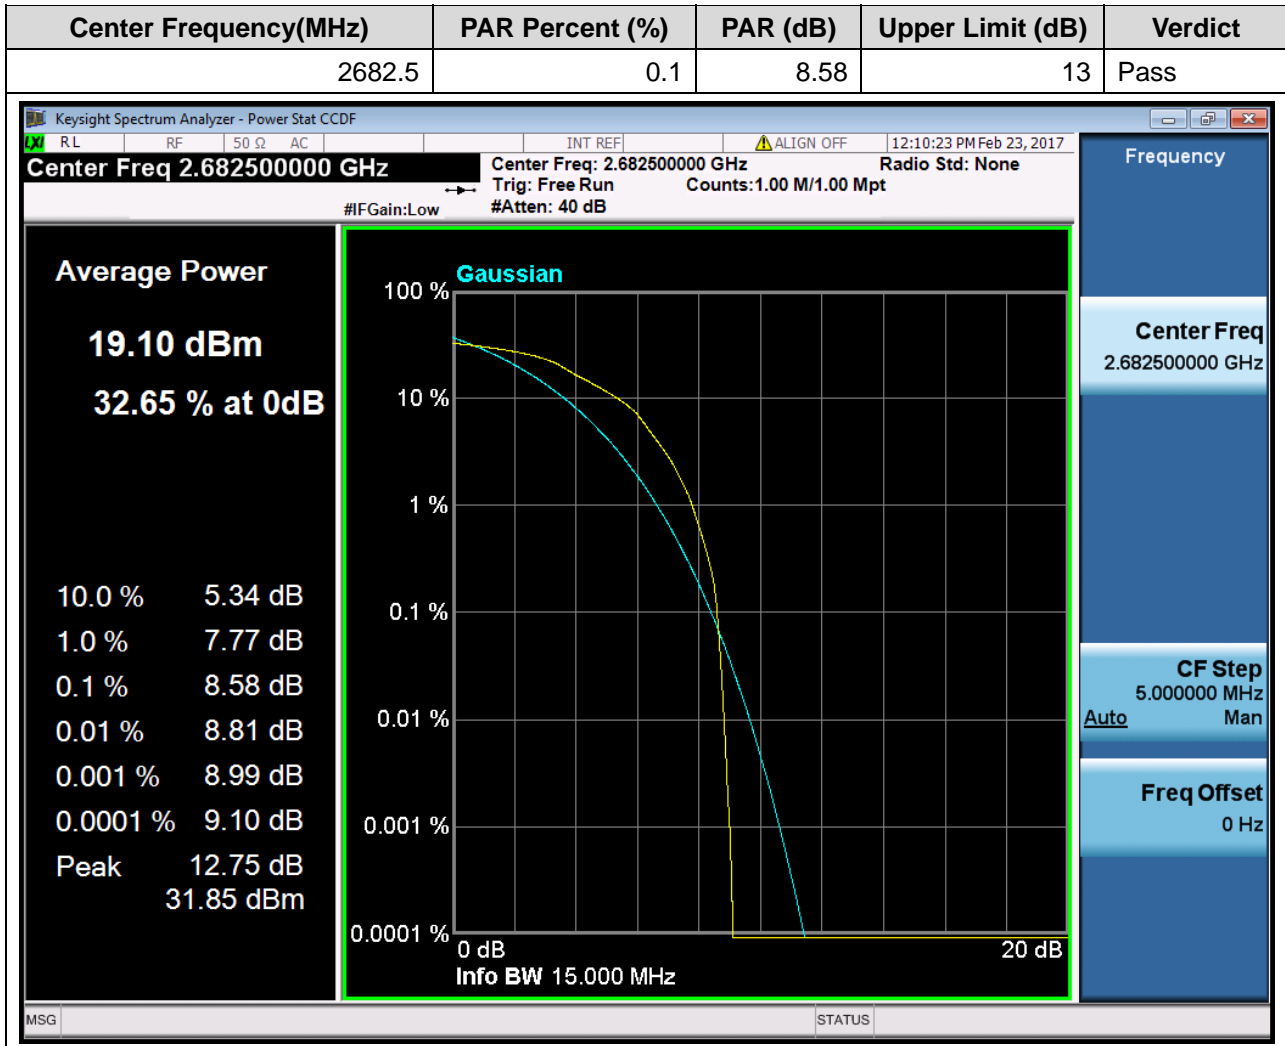 Center Frequency(MHz) PAR Percent (%) PAR (dB) Upper Limit (dB) Verdict
2682.5 0.1 8.58 13 Pass
Keysight Spectrum Analyzer - Power Stat CCDF
LXI RL RF 50 Ω AC INT REF ALIGN OFF 12:10:23 PM Feb 23, 2017
Center Freq 2.682500000 GHz
Center Freq: 2.682500000 GHz Radio Std: None
Trig: Free Run Counts:1.00 M/1.00 Mpt
#IFGain:Low #Atten: 40 dB
Frequency
Average Power
19.10 dBm
32.65 % at 0dB
10.0 % 5.34 dB
1.0 % 7.77 dB
0.1 % 8.58 dB
0.01 % 8.81 dB
0.001 % 8.99 dB
0.0001 % 9.10 dB
Peak 12.75 dB
31.85 dBm
Gaussian
100 %
10 %
1 %
0.1 %
0.01 %
0.001 %
0.0001 %
0 dB 20 dB
Info BW 15.000 MHz
Center Freq
2.682500000 GHz
CF Step
5.000000 MHz
Auto Man
Freq Offset
0 Hz
MSG STATUS